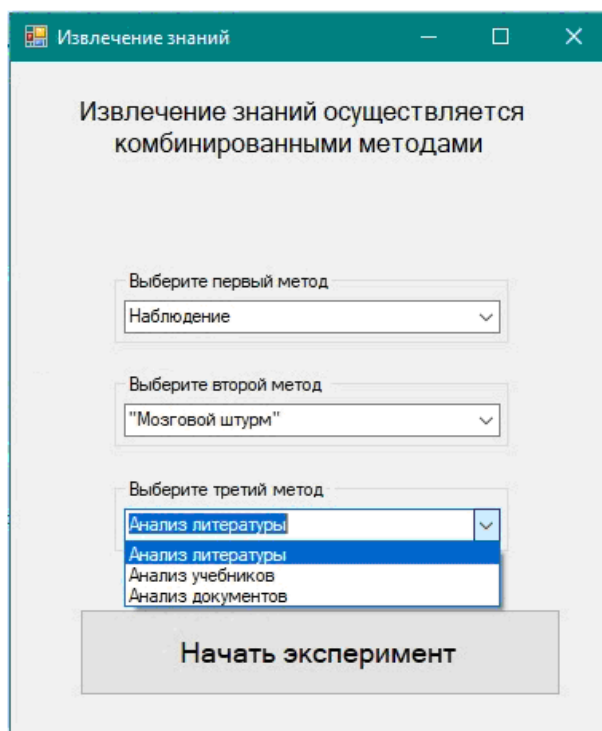 Извлечение знаний
Извлечение знаний осуществляется
комбинированными методами
Выберите первый метод
Наблюдение
Выберите второй метод
"Мозговой штурм"
Выберите третий метод
Анализ литературы
Анализ литературы
Анализ учебников
Анализ документов
Начать эксперимент